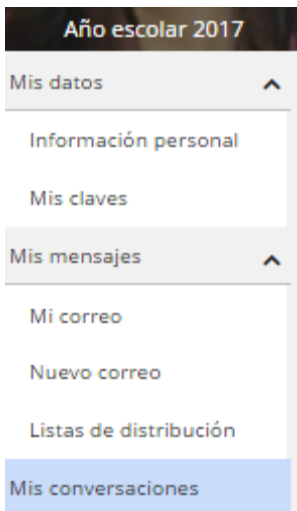 Año escolar 2017
Mis datos
Información personal
Mis claves
Mis mensajes
Mi correo
Nuevo correo
Listas de distribución
Mis conversaciones